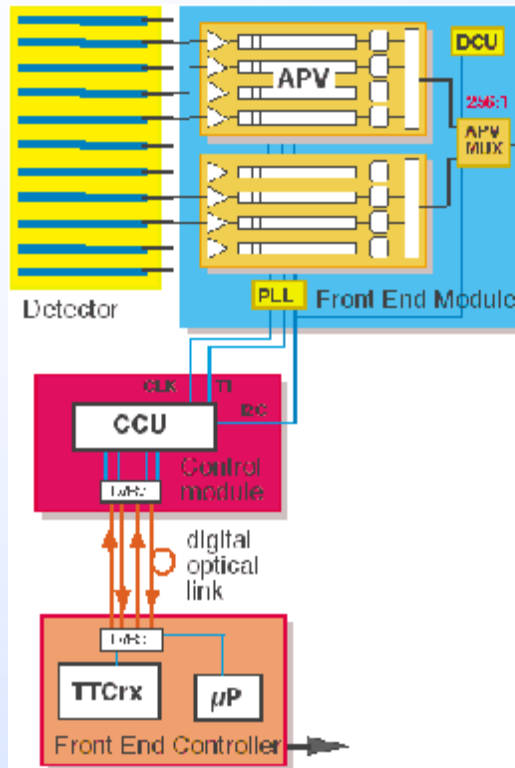 DCU
APV
256:1
APV
MUX
PLL
Front End Module
Detector
CLK
T1
I2C
CCU
Control
module
digital
optical
link
TTCrx
µP
Front End Controller